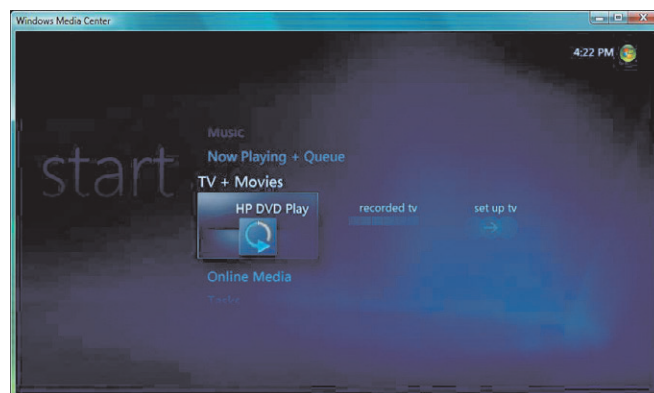 Windows Media Center
4:22 PM
Music
start
Now Playing + Queue
TV + Movies
HP DVD Play recorded tv set up tv
Online Media
Tasks